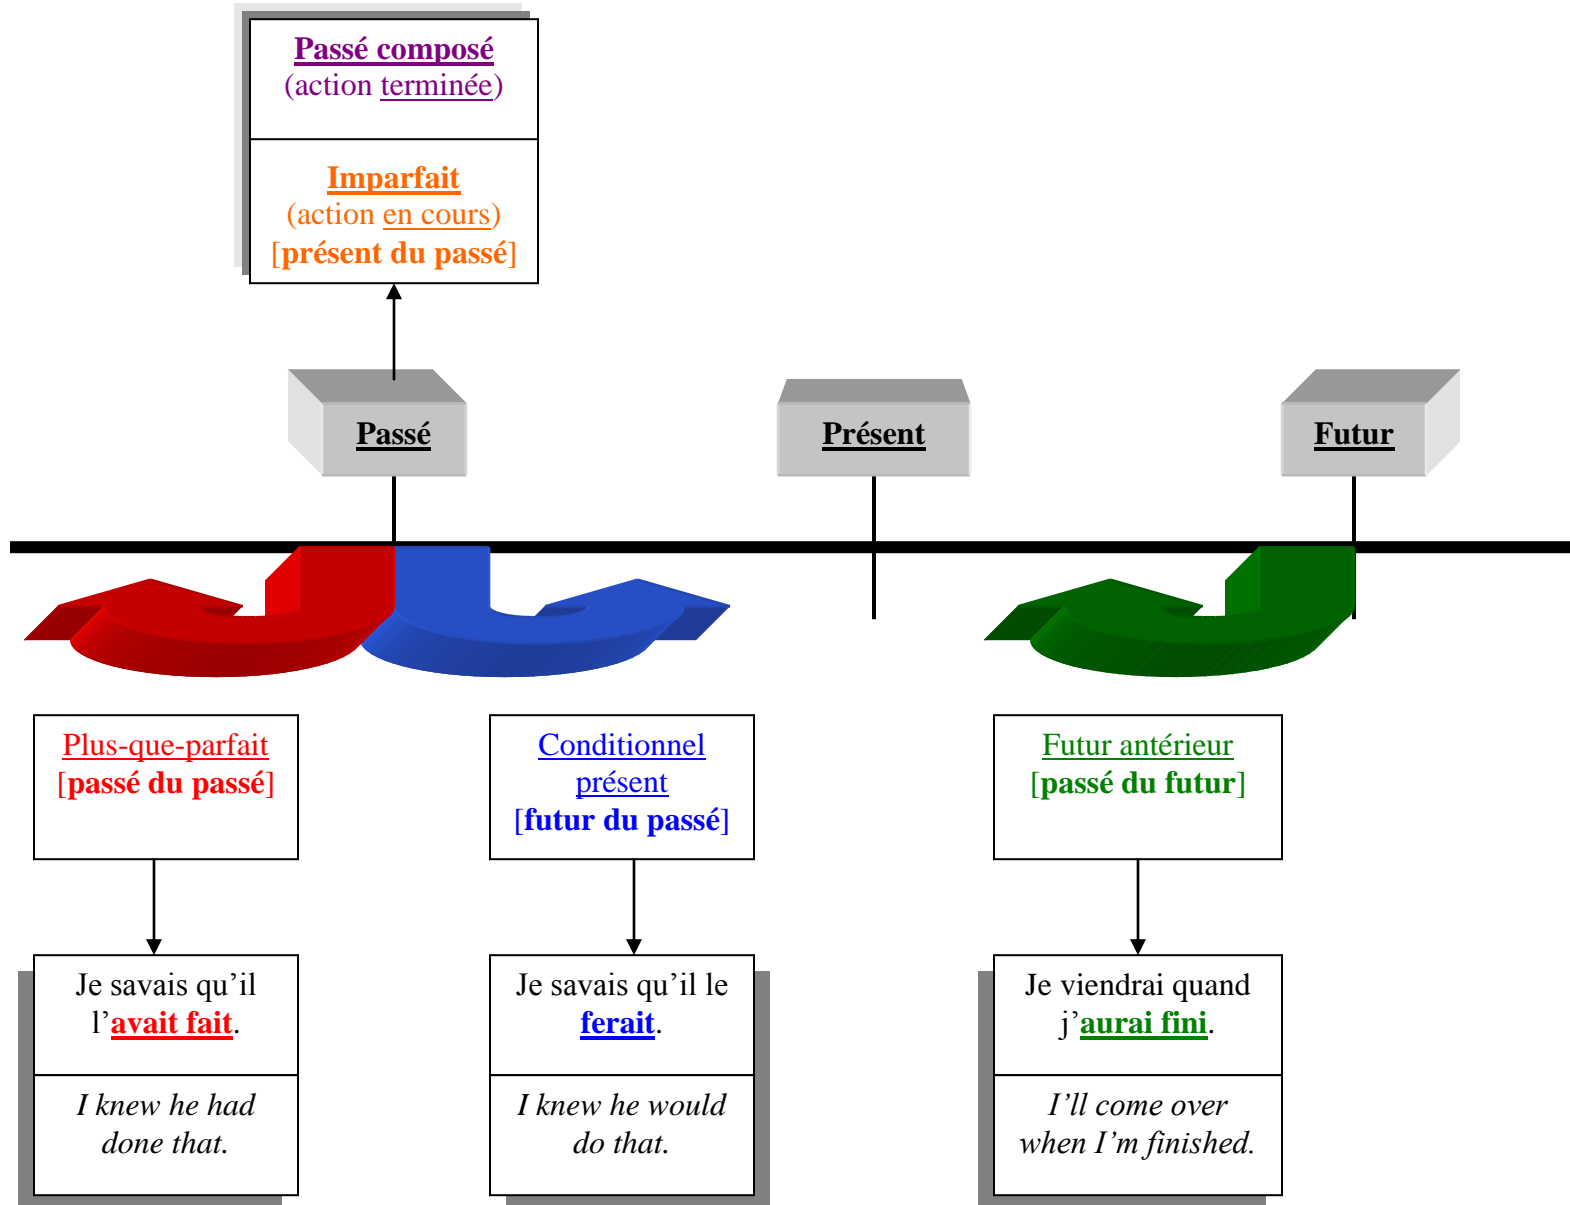 Passé composé
(action terminée)
Imparfait
(action en cours)
[présent du passé]
Passé
Présent
Futur
Plus-que-parfait
[passé du passé]
Conditionnel
présent
[futur du passé]
Futur antérieur
[passé du futur]
Je savais qu’il
l’avait fait.
I knew he had
done that.
Je savais qu’il le
ferait.
I knew he would
do that.
Je viendrai quand
j’aurai fini.
I’ll come over
when I’m finished.